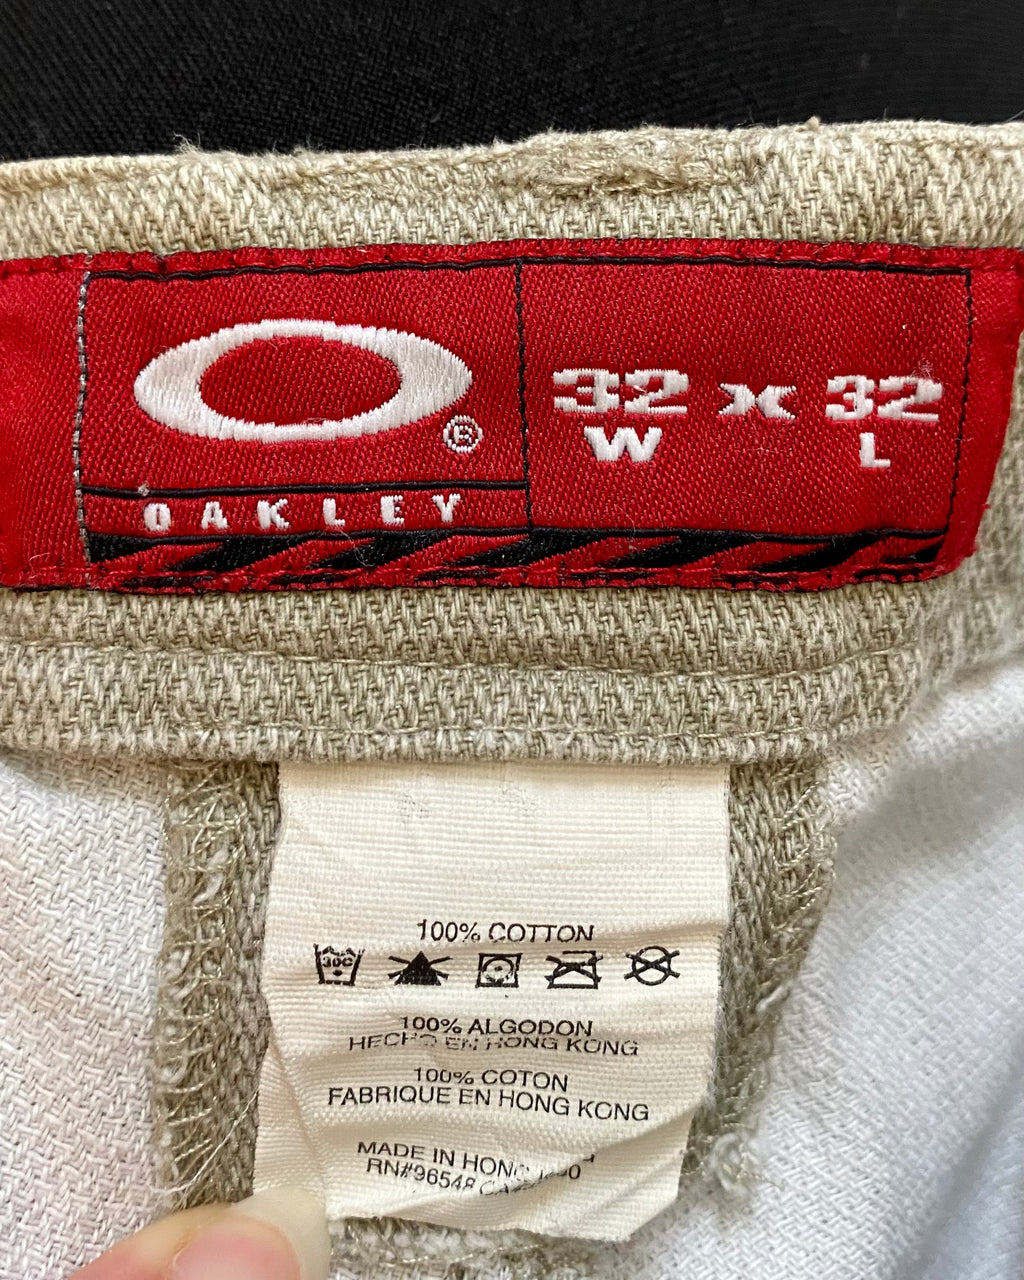 32 x 32
W L
®
OAKLEY
100% COTTON
30C
100% ALGODON
HECHO EN HONG KONG
100% COTON
FABRIQUE EN HONG KONG
MADE IN
RN#96548